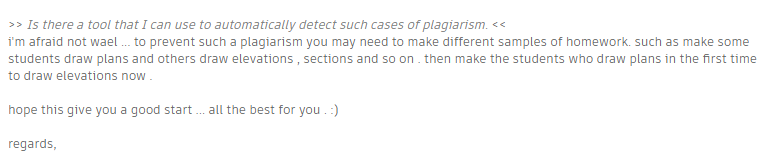 >> Is there a tool that I can use to automatically detect such cases of plagiarism. <<
i'm afraid not wael ... to prevent such a plagiarism you may need to make different samples of homework. such as make some
students draw plans and others draw elevations , sections and so on . then make the students who draw plans in the first time
to draw elevations now .
hope this give you a good start ... all the best for you . :)
regards,